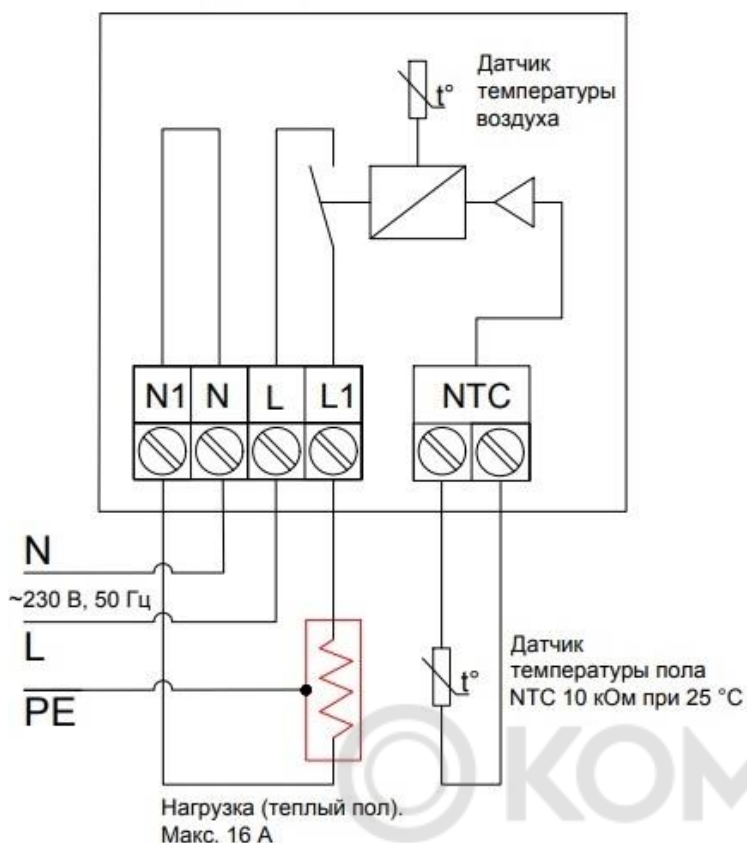 Датчик
температуры
воздуха
t°
N1 N L L1
NTC
N
~230 В, 50 Гц
L
PE
t°
Датчик
температуры пола
NTC 10 кОм при 25 °C
Нагрузка (теплый пол).
Макс. 16 А
КОМ